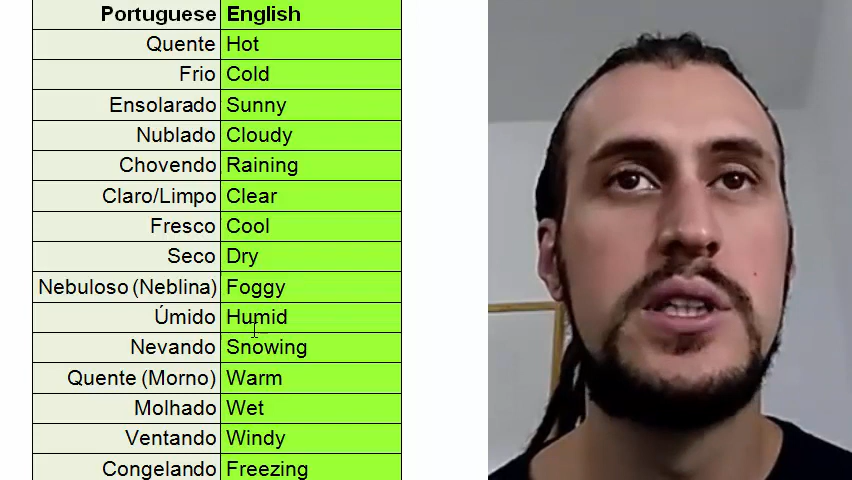 Portuguese English
Quente Hot
Frio Cold
Ensolarado Sunny
Nublado Cloudy
Chovendo Raining
Claro/Limpo Clear
Fresco Cool
Seco Dry
Nebuloso (Neblina) Foggy
Úmido Humid
Nevando Snowing
Quente (Morno) Warm
Molhado Wet
Ventando Windy
Congelando Freezing